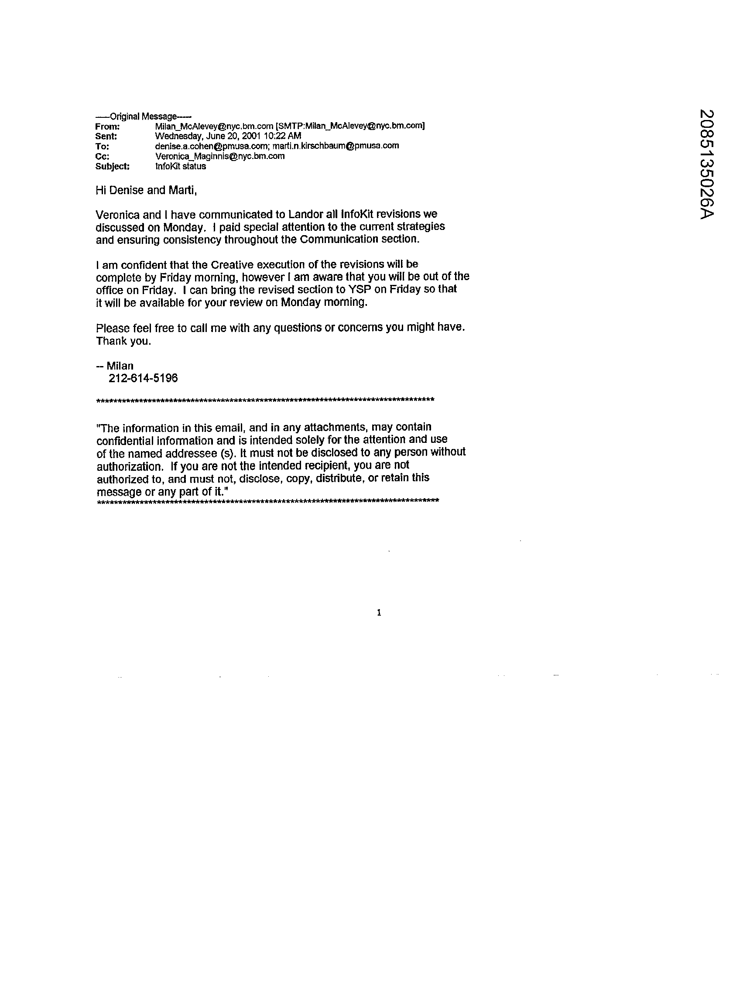 -----Original Message-----
From: Milan_McAlevey@nyc.bm.com [SMTP:Milan_McAlevey@nyc.bm.com]
Sent: Wednesday, June 20, 2001 10:22 AM
To: denise.a.cohen@pmusa.com; marti.n.kirschbaum@pmusa.com
Cc: Veronica_Maginnis@nyc.bm.com
Subject: InfoKit status
Hi Denise and Marti,
Veronica and I have communicated to Landor all InfoKit revisions we
discussed on Monday. I paid special attention to the current strategies
and ensuring consistency throughout the Communication section.
I am confident that the Creative execution of the revisions will be
complete by Friday morning, however I am aware that you will be out of the
office on Friday. I can bring the revised section to YSP on Friday so that
it will be available for your review on Monday morning.
Please feel free to call me with any questions or concerns you might have.
Thank you.
-- Milan
212-614-5196
*******************************************************************************
"The information in this email, and in any attachments, may contain
confidential information and is intended solely for the attention and use
of the named addressee (s). It must not be disclosed to any person without
authorization. If you are not the intended recipient, you are not
authorized to, and must not, disclose, copy, distribute, or retain this
message or any part of it."
*******************************************************************************
1
2085135026A